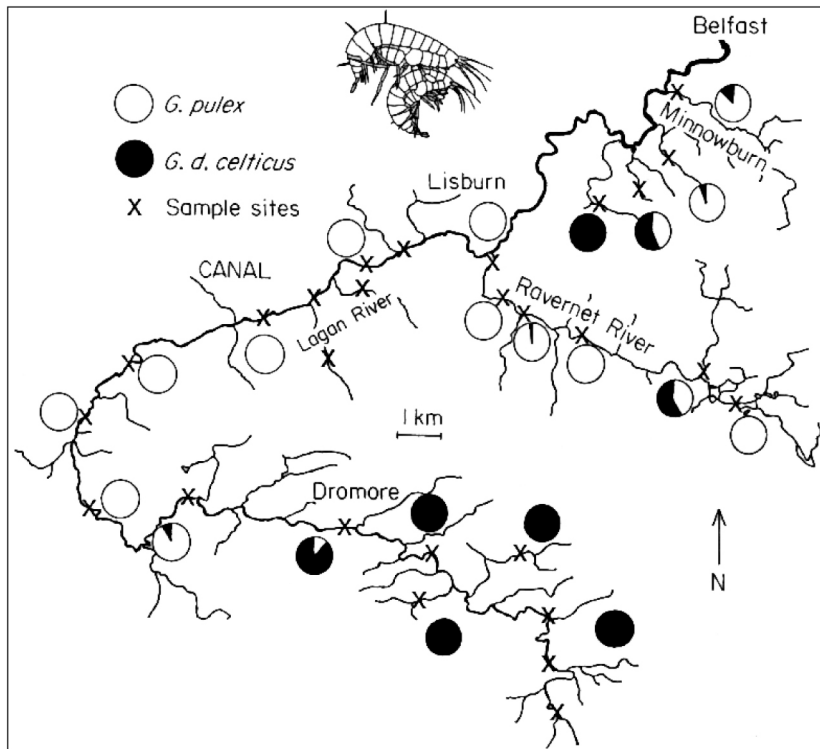 Belfast
G. pulex
Minnowburn
G. d. celticus
Lisburn
X Sample sites
CANAL
Lagan River
Ravernet River
1 km
Dromore
N